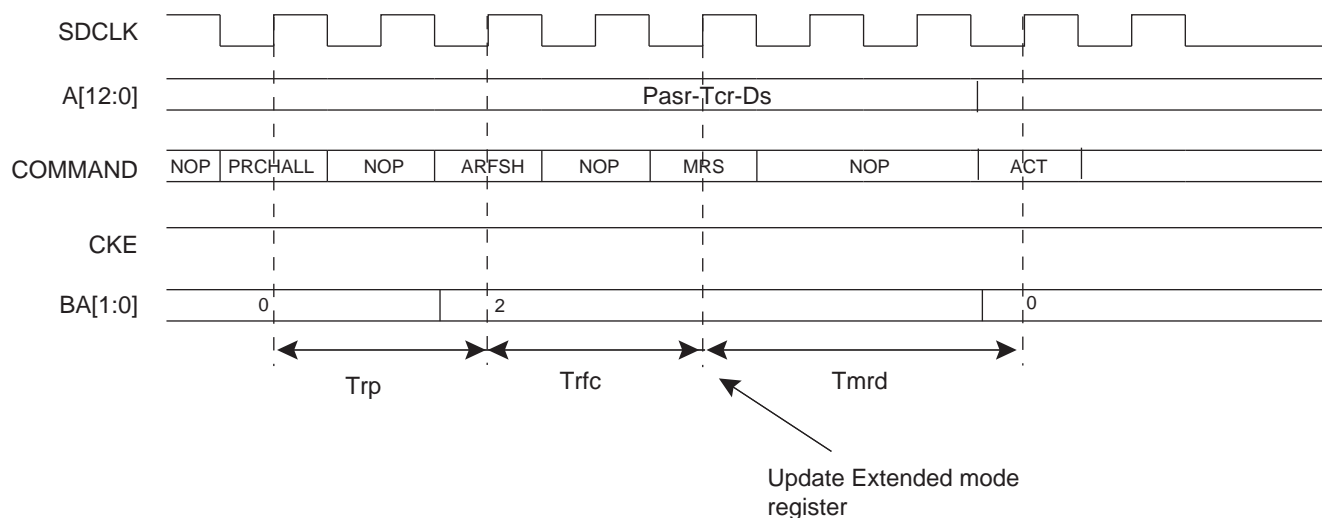 SDCLK
A[12:0]
Pasr-Tcr-Ds
COMMAND
NOP PRCHALL NOP ARFSH NOP MRS NOP ACT
CKE
BA[1:0]
0 2 0
Trp Trfc Tmrd
Update Extended mode
register